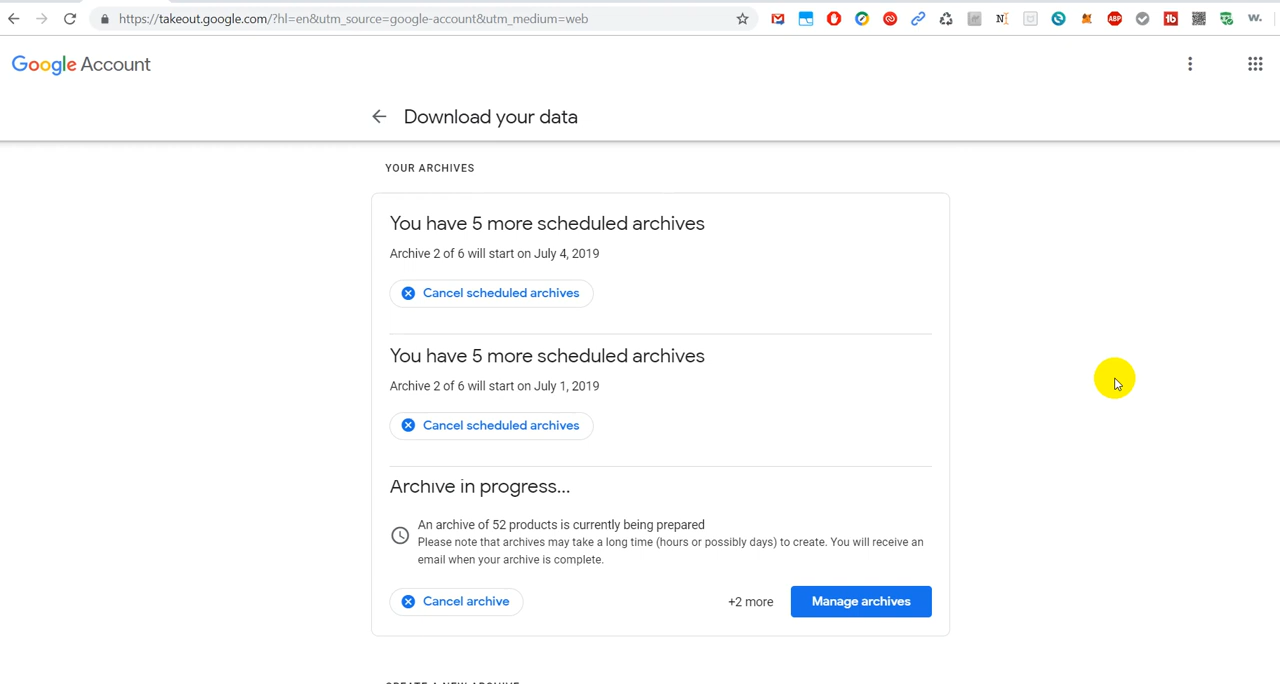 https://takeout.google.com/?hl=en&utm_source=google-account&utm_medium=web
ABP
1b
w.
Google Account
Download your data
YOUR ARCHIVES
You have 5 more scheduled archives
Archive 2 of 6 will start on July 4, 2019
Cancel scheduled archives
You have 5 more scheduled archives
Archive 2 of 6 will start on July 1, 2019
Cancel scheduled archives
Archive in progress...
An archive of 52 products is currently being prepared
Please note that archives may take a long time (hours or possibly days) to create. You will receive an
email when your archive is complete.
Cancel archive
+2 more
Manage archives
CREATE A NEW ARCHIVE